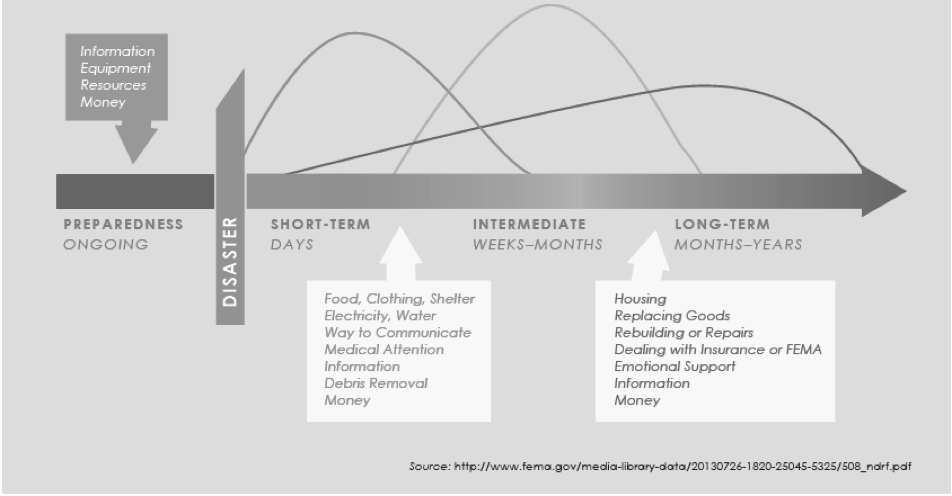 Information
Equipment
Resources
Money
PREPAREDNESS
ONGOING
DISASTER
SHORT-TERM
DAYS
INTERMEDIATE
WEEKS–MONTHS
LONG-TERM
MONTHS–YEARS
Food, Clothing, Shelter
Electricity, Water
Way to Communicate
Medical Attention
Information
Debris Removal
Money
Housing
Replacing Goods
Rebuilding or Repairs
Dealing with Insurance or FEMA
Emotional Support
Information
Money
Source: http://www.fema.gov/media-library-data/20130726-1820-25045-5325/508_ndrf.pdf